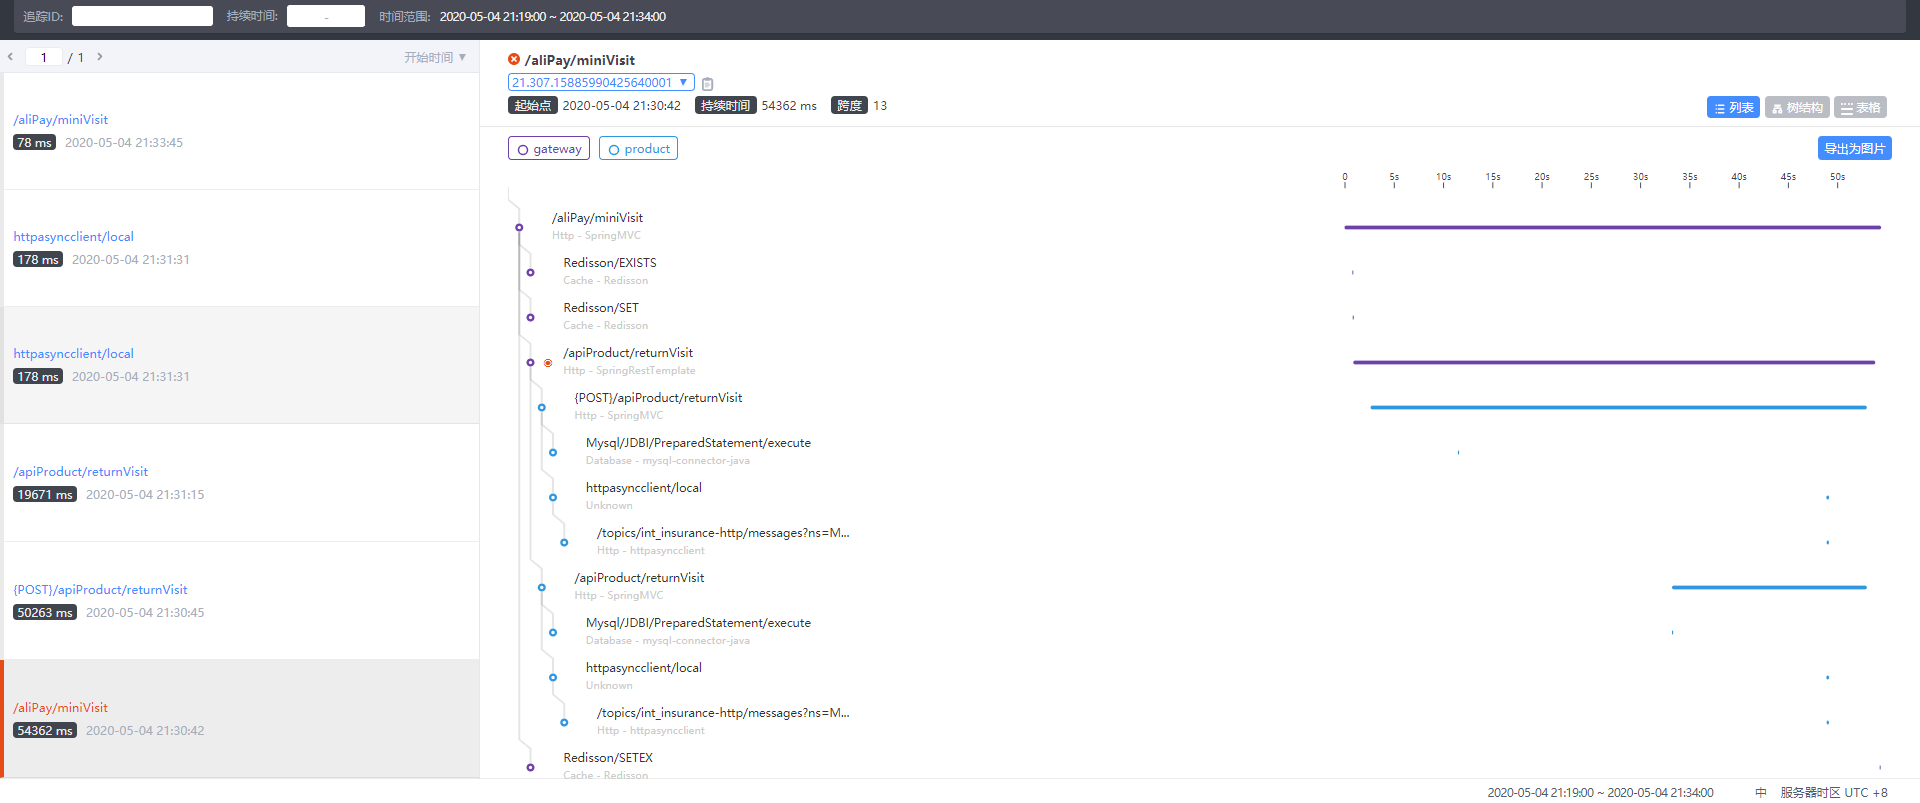 追踪ID: 持续时间: - 时间范围: 2020-05-04 21:19:00 ~ 2020-05-04 21:34:00
1 / 1 开始时间
/aliPay/miniVisit
78 ms 2020-05-04 21:33:45
httpasyncclient/local
178 ms 2020-05-04 21:31:31
httpasyncclient/local
178 ms 2020-05-04 21:31:31
/apiProduct/returnVisit
19671 ms 2020-05-04 21:31:15
{POST}/apiProduct/returnVisit
50263 ms 2020-05-04 21:30:45
/aliPay/miniVisit
54362 ms 2020-05-04 21:30:42
/aliPay/miniVisit
21.307.15885990425640001
起始点 2020-05-04 21:30:42 持续时间 54362 ms 跨度 13
列表 树结构 表格
gateway product 导出为图片
0 5s 10s 15s 20s 25s 30s 35s 40s 45s 50s
/aliPay/miniVisit
Http - SpringMVC
Redisson/EXISTS
Cache - Redisson
Redisson/SET
Cache - Redisson
/apiProduct/returnVisit
Http - SpringRestTemplate
{POST}/apiProduct/returnVisit
Http - SpringMVC
Mysql/JDBI/PreparedStatement/execute
Database - mysql-connector-java
httpasyncclient/local
Unknown
/topics/int_insurance-http/messages?ns=M...
Http - httpasyncclient
/apiProduct/returnVisit
Http - SpringMVC
Mysql/JDBI/PreparedStatement/execute
Database - mysql-connector-java
httpasyncclient/local
Unknown
/topics/int_insurance-http/messages?ns=M...
Http - httpasyncclient
Redisson/SETEX
Cache - Redisson
2020-05-04 21:19:00 ~ 2020-05-04 21:34:00 中 服务器时区 UTC +8